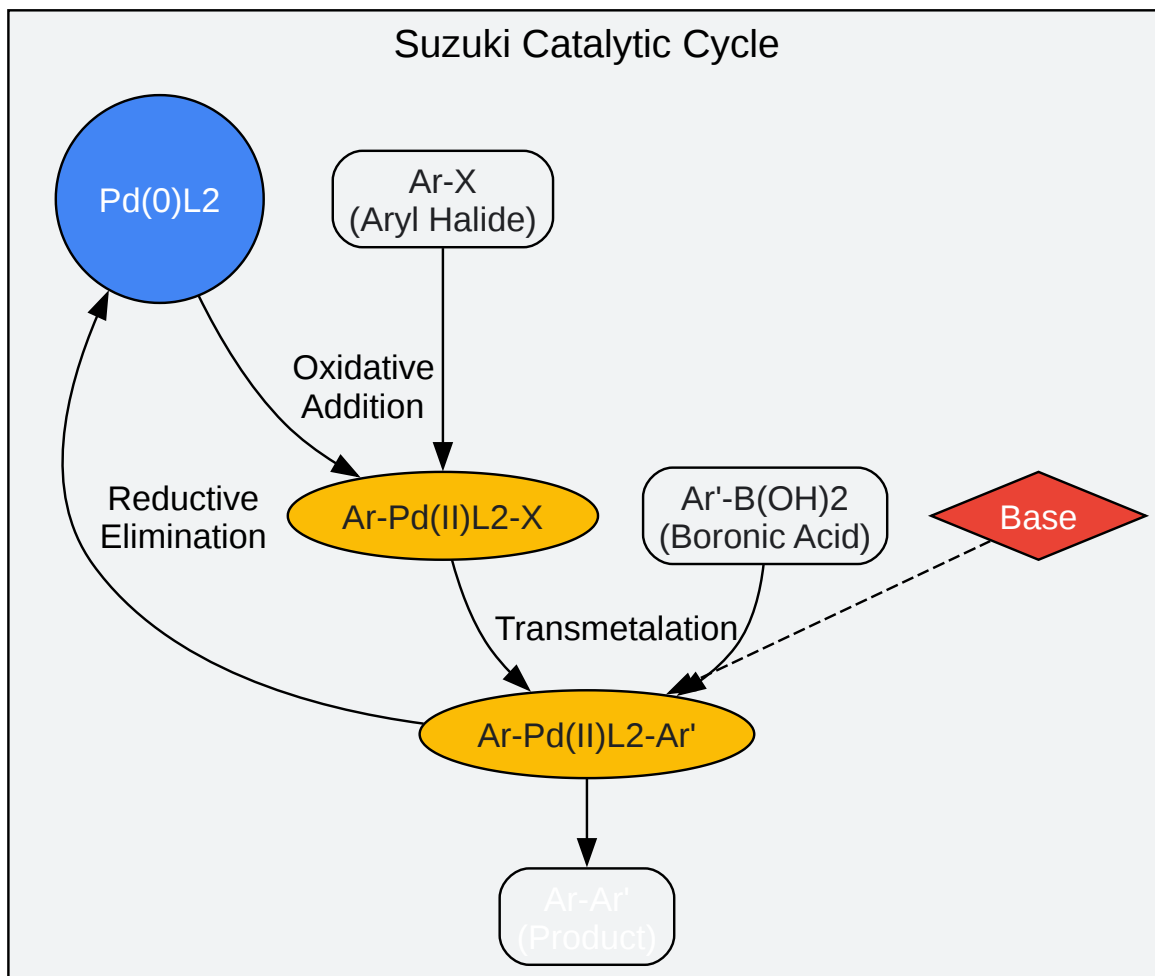 Suzuki Catalytic Cycle
Pd(0)L2
Ar-X
(Aryl Halide)
Oxidative
Addition
Reductive
Elimination
Ar-Pd(II)L2-X
Ar'-B(OH)2
(Boronic Acid)
Base
Transmetalation
Ar-Pd(II)L2-Ar'
Ar-Ar'
(Product)